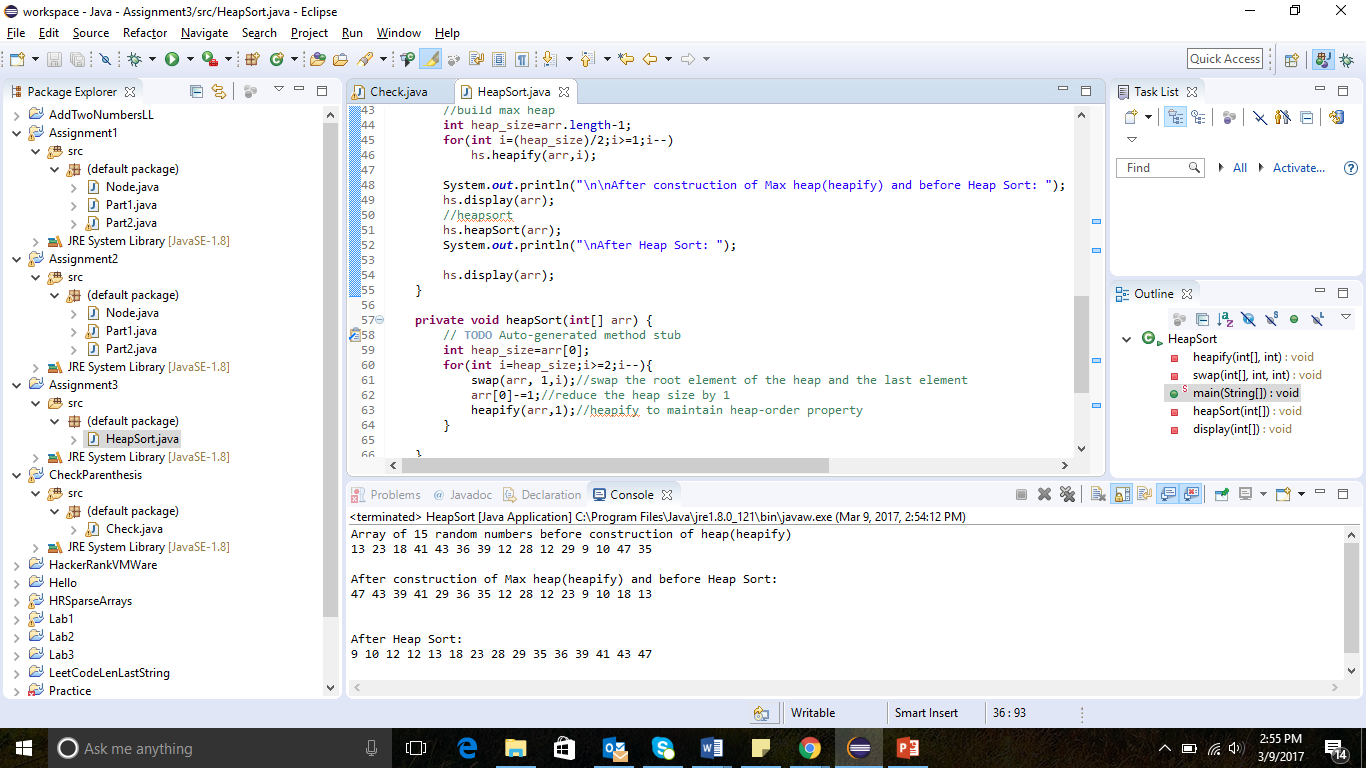 workspace - Java - Assignment3/src/HeapSort.java - Eclipse
File Edit Source Refactor Navigate Search Project Run Window Help
Quick Access
Package Explorer
AddTwoNumbersLL
Assignment1
src
(default package)
Node.java
Part1.java
Part2.java
JRE System Library [JavaSE-1.8]
Assignment2
src
(default package)
Node.java
Part1.java
Part2.java
JRE System Library [JavaSE-1.8]
Assignment3
src
(default package)
HeapSort.java
JRE System Library [JavaSE-1.8]
CheckParenthesis
src
(default package)
Check.java
JRE System Library [JavaSE-1.8]
HackerRankVMWare
Hello
HRSparseArrays
Lab1
Lab2
Lab3
LeetCodeLenLastString
Practice
Check.java HeapSort.java
43 //build max heap
44 int heap_size=arr.length-1;
45 for(int i=(heap_size)/2;i>=1;i--)
46 hs.heapify(arr,i);
47
48 System.out.println("\n\nAfter construction of Max heap(heapify) and before Heap Sort: ");
49 hs.display(arr);
50 //heapsort
51 hs.heapSort(arr);
52 System.out.println("\nAfter Heap Sort: ");
53
54 hs.display(arr);
55 }
56
57 private void heapSort(int[] arr) {
58 // TODO Auto-generated method stub
59 int heap_size=arr[0];
60 for(int i=heap_size;i>=2;i--){
61 swap(arr, 1,i);//swap the root element of the heap and the last element
62 arr[0]-=1;//reduce the heap size by 1
63 heapify(arr,1);//heapify to maintain heap-order property
64 }
65
66 }
Task List
Find All Activate...
Outline
HeapSort
heapify(int[], int) : void
swap(int[], int, int) : void
main(String[]) : void
heapSort(int[]) : void
display(int[]) : void
Problems @ Javadoc Declaration Console
<terminated> HeapSort [Java Application] C:\Program Files\Java\jre1.8.0_121\bin\javaw.exe (Mar 9, 2017, 2:54:12 PM)
Array of 15 random numbers before construction of heap(heapify)
13 23 18 41 43 36 39 12 28 12 29 9 10 47 35
After construction of Max heap(heapify) and before Heap Sort:
47 43 39 41 29 36 35 12 28 12 23 9 10 18 13
After Heap Sort:
9 10 12 12 13 18 23 28 29 35 36 39 41 43 47
Writable Smart Insert 36 : 93
Ask me anything
2:55 PM
3/9/2017
14